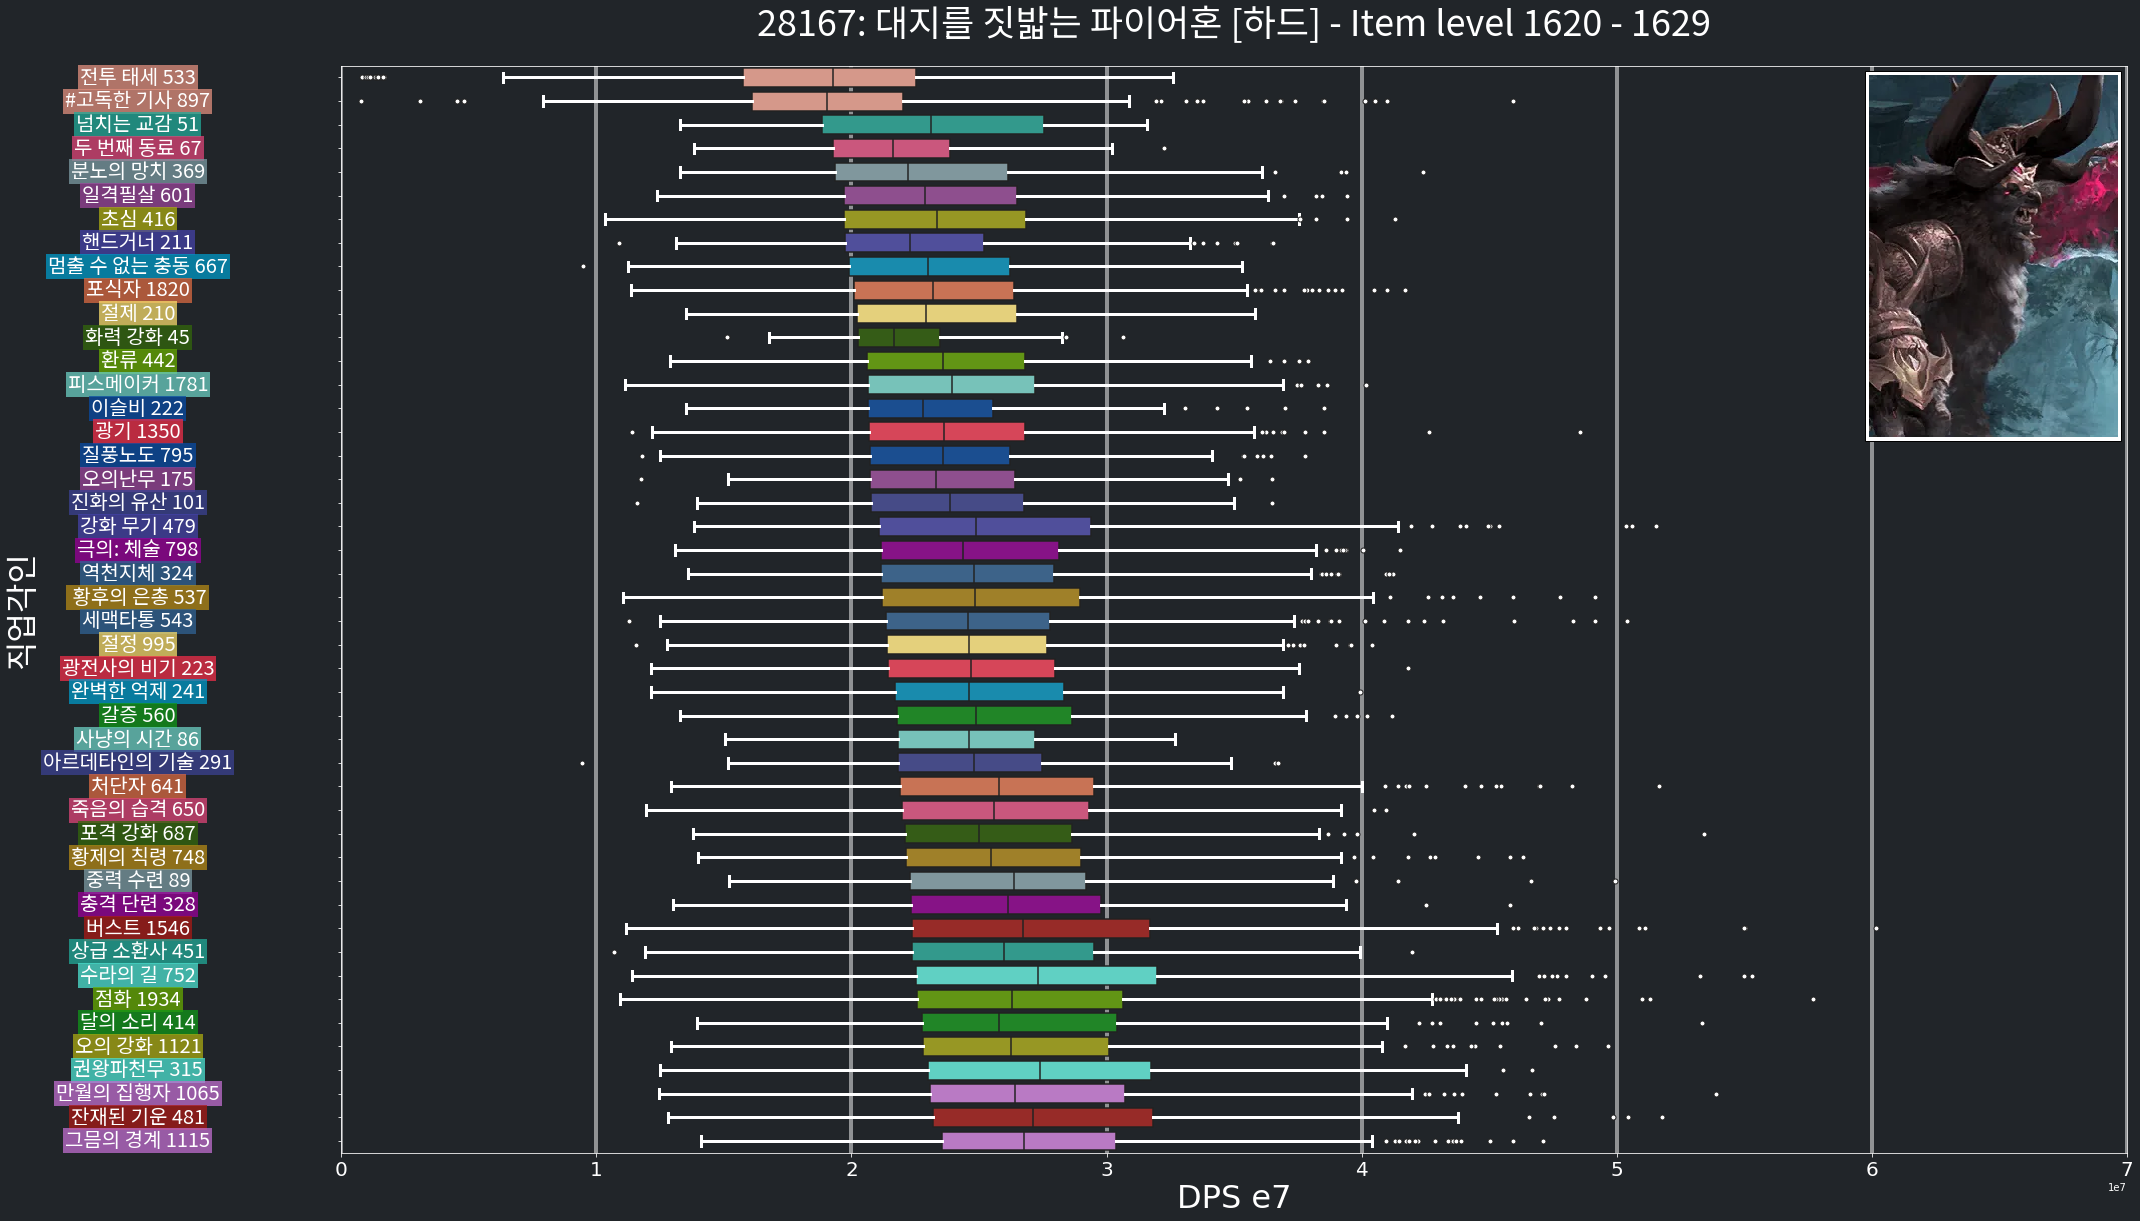 28167: 대지를 짓밟는 파이어혼 [하드] - Item level 1620 - 1629
직업각인
전투 태세 533
#고독한 기사 897
넘치는 교감 51
두 번째 동료 67
분노의 망치 369
일격필살 601
초심 416
핸드거너 211
멈출 수 없는 충동 667
포식자 1820
절제 210
화력 강화 45
환류 442
피스메이커 1781
이슬비 222
광기 1350
질풍노도 795
오의난무 175
진화의 유산 101
강화 무기 479
극의: 체술 798
역천지체 324
황후의 은총 537
세맥타통 543
절정 995
광전사의 비기 223
완벽한 억제 241
갈증 560
사냥의 시간 86
아르데타인의 기술 291
처단자 641
죽음의 습격 650
포격 강화 687
황제의 칙령 748
중력 수련 89
충격 단련 328
버스트 1546
상급 소환사 451
수라의 길 752
점화 1934
달의 소리 414
오의 강화 1121
권왕파천무 315
만월의 집행자 1065
잔재된 기운 481
그믐의 경계 1115
0 1 2 3 4 5 6 7
DPS e7
1e7